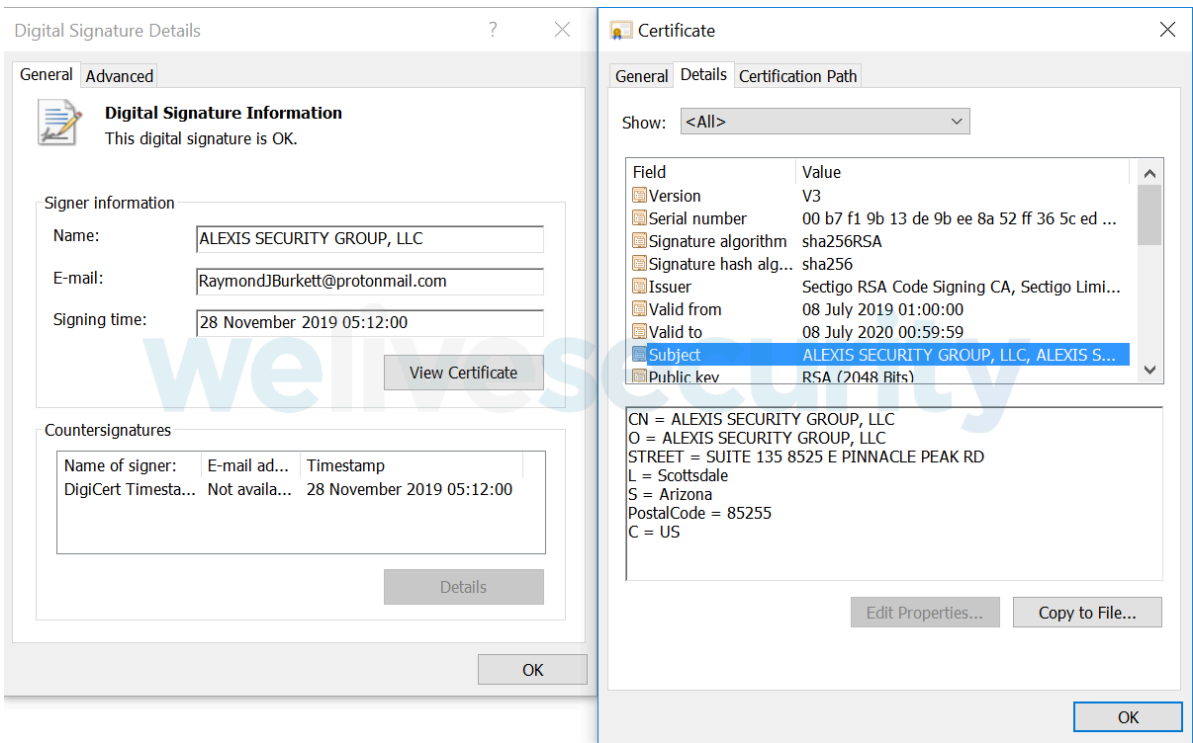 Digital Signature Details
General Advanced
Digital Signature Information
This digital signature is OK.
Signer information
Name: ALEXIS SECURITY GROUP, LLC
E-mail: RaymondJBurkett@protonmail.com
Signing time: 28 November 2019 05:12:00
View Certificate
Countersignatures
Name of signer: E-mail ad... Timestamp
DigiCert Timesta... Not availa... 28 November 2019 05:12:00
Details
OK
Certificate
General Details Certification Path
Show: <All>
Field Value
Version V3
Serial number 00 b7 f1 9b 13 de 9b ee 8a 52 ff 36 5c ed ...
Signature algorithm sha256RSA
Signature hash alg... sha256
Issuer Sectigo RSA Code Signing CA, Sectigo Limi...
Valid from 08 July 2019 01:00:00
Valid to 08 July 2020 00:59:59
Subject ALEXIS SECURITY GROUP, LLC, ALEXIS S...
Public key RSA (2048 Bits)
CN = ALEXIS SECURITY GROUP, LLC
O = ALEXIS SECURITY GROUP, LLC
STREET = SUITE 135 8525 E PINNACLE PEAK RD
L = Scottsdale
S = Arizona
PostalCode = 85255
C = US
Edit Properties...
Copy to File...
OK
welivesecurity